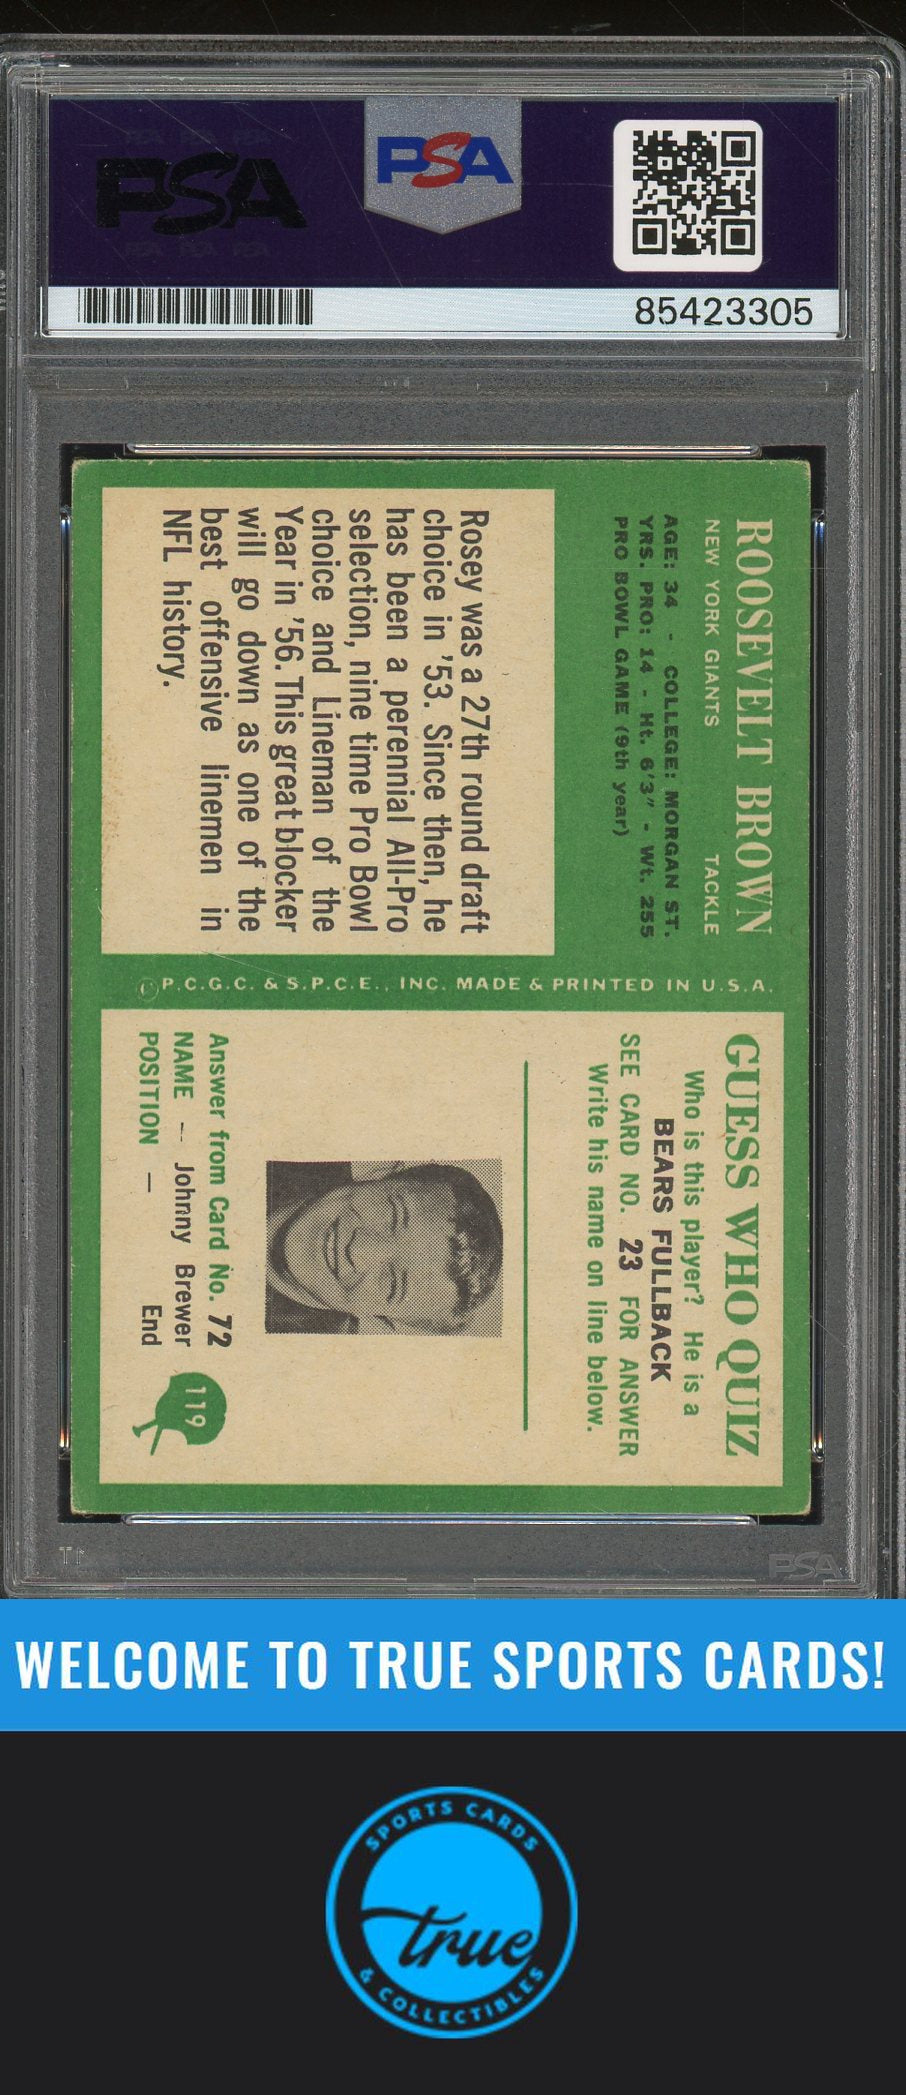 PSA
PSA
85423305
ROOSEVELT BROWN
NEW YORK GIANTS TACKLE
AGE: 34 - COLLEGE: MORGAN ST.
YRS. PRO: 14 - Ht. 6'3" - Wt. 255
PRO BOWL GAME (9th year)
Rosey was a 27th round draft
choice in '53. Since then, he
has been a perennial All-Pro
selection, nine time Pro Bowl
choice and Lineman of the
Year in '56. This great blocker
will go down as one of the
best offensive linemen in
NFL history.
© P.C.G.C. & S.P.C.E., INC. MADE & PRINTED IN U.S.A.
GUESS WHO QUIZ
Who is this player? He is a
BEARS FULLBACK
SEE CARD NO. 23 FOR ANSWER
Write his name on line below.
Answer from Card No. 72
NAME -- Johnny Brewer
POSITION — End
119
PSA
WELCOME TO TRUE SPORTS CARDS!
SPORTS CARDS
true
& COLLECTIBLES